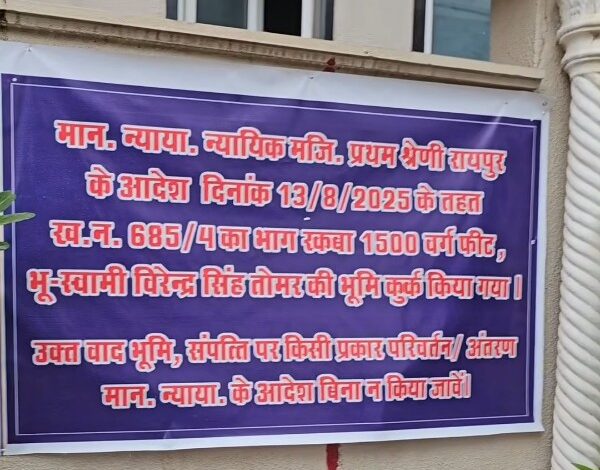 मान. न्याया. न्यायिक मजि. प्रथम श्रेणी रायपुर
के आदेश दिनांक 13/8/2025 के तहत
ख.न. 685/4 का भाग रकबा 1500 वर्ग फीट,
भू-स्वामी विरेन्द्र सिंह तोमर की भूमि कुर्क किया गया।
उक्त वाद भूमि, संपत्ति पर किसी प्रकार परिवर्तन/ अंतरण
मान. न्याया. के आदेश बिना न किया जावें।